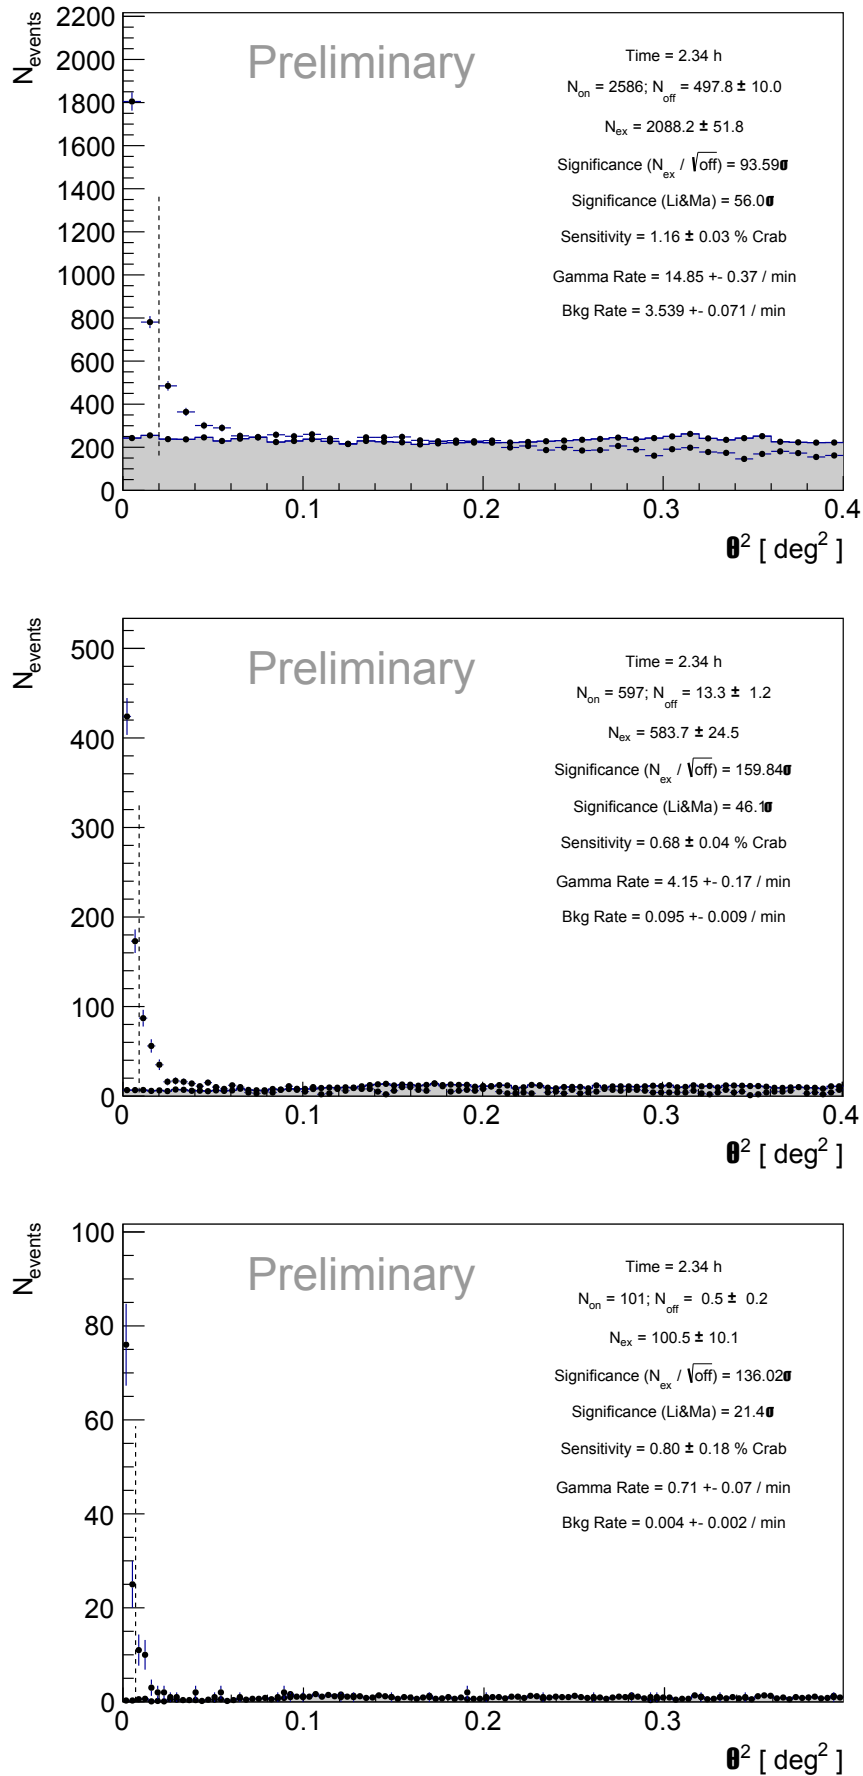 N_events
2200
2000
1800
1600
1400
1200
1000
800
600
400
200
0
Preliminary
Time = 2.34 h
N_on = 2586; N_off = 497.8 ± 10.0
N_ex = 2088.2 ± 51.8
Significance (N_ex / √off) = 93.59σ
Significance (Li&Ma) = 56.0σ
Sensitivity = 1.16 ± 0.03 % Crab
Gamma Rate = 14.85 +- 0.37 / min
Bkg Rate = 3.539 +- 0.071 / min
0 0.1 0.2 0.3 0.4
θ² [ deg² ]
N_events
500
400
300
200
100
0
Preliminary
Time = 2.34 h
N_on = 597; N_off = 13.3 ± 1.2
N_ex = 583.7 ± 24.5
Significance (N_ex / √off) = 159.84σ
Significance (Li&Ma) = 46.1σ
Sensitivity = 0.68 ± 0.04 % Crab
Gamma Rate = 4.15 +- 0.17 / min
Bkg Rate = 0.095 +- 0.009 / min
0 0.1 0.2 0.3 0.4
θ² [ deg² ]
N_events
100
80
60
40
20
0
Preliminary
Time = 2.34 h
N_on = 101; N_off = 0.5 ± 0.2
N_ex = 100.5 ± 10.1
Significance (N_ex / √off) = 136.02σ
Significance (Li&Ma) = 21.4σ
Sensitivity = 0.80 ± 0.18 % Crab
Gamma Rate = 0.71 +- 0.07 / min
Bkg Rate = 0.004 +- 0.002 / min
0 0.1 0.2 0.3
θ² [ deg² ]